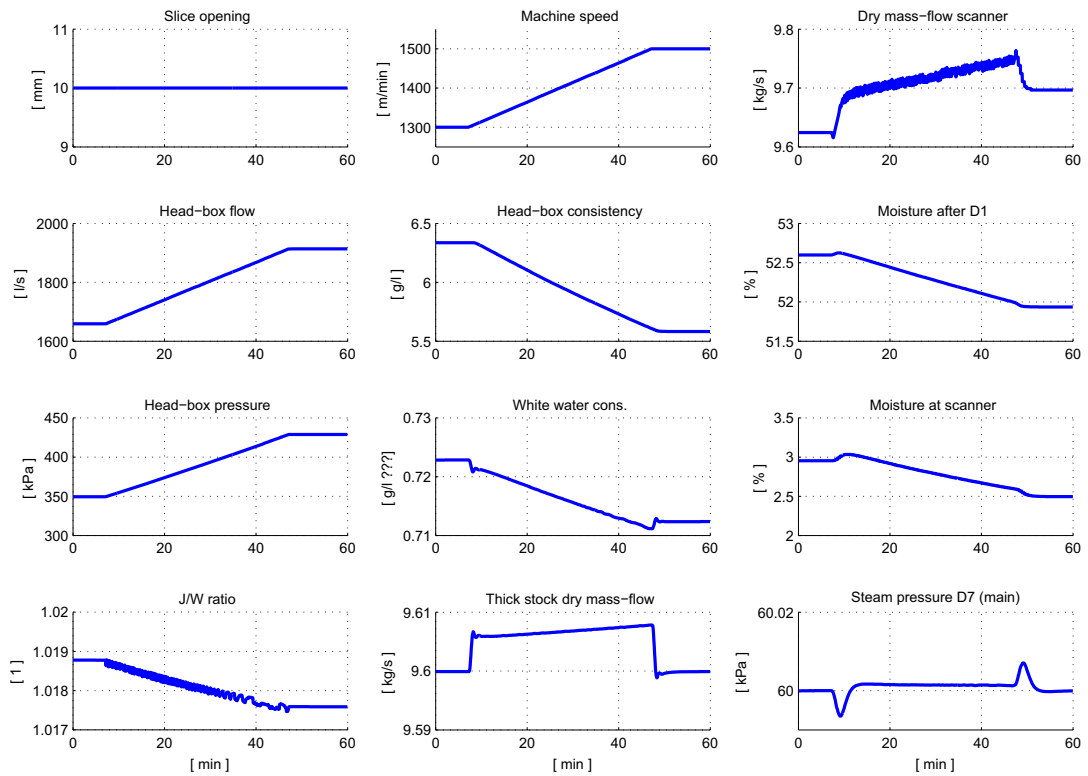 Slice opening
Machine speed
Dry mass−flow scanner
11
10
9
[ mm ]
0 20 40 60
1500
1400
1300
[ m/min ]
0 20 40 60
9.8
9.7
9.6
[ kg/s ]
0 20 40 60
Head−box flow
Head−box consistency
Moisture after D1
2000
1800
1600
[ l/s ]
0 20 40 60
6.5
6
5.5
[ g/l ]
0 20 40 60
53
52.5
52
51.5
[ % ]
0 20 40 60
Head−box pressure
White water cons.
Moisture at scanner
450
400
350
300
[ kPa ]
0 20 40 60
0.73
0.72
0.71
[ g/l ???]
0 20 40 60
3.5
3
2.5
2
[ % ]
0 20 40 60
J/W ratio
Thick stock dry mass−flow
Steam pressure D7 (main)
1.02
1.019
1.018
1.017
[ 1 ]
0 20 40 60
[ min ]
9.61
9.6
9.59
[ kg/s ]
0 20 40 60
[ min ]
60.02
60
[ kPa ]
0 20 40 60
[ min ]